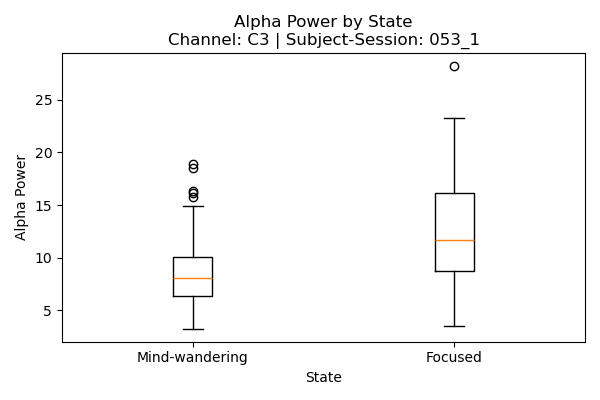 Alpha Power by State
Channel: C3 | Subject-Session: 053_1
Alpha Power
25
20
15
10
5
Mind-wandering
Focused
State